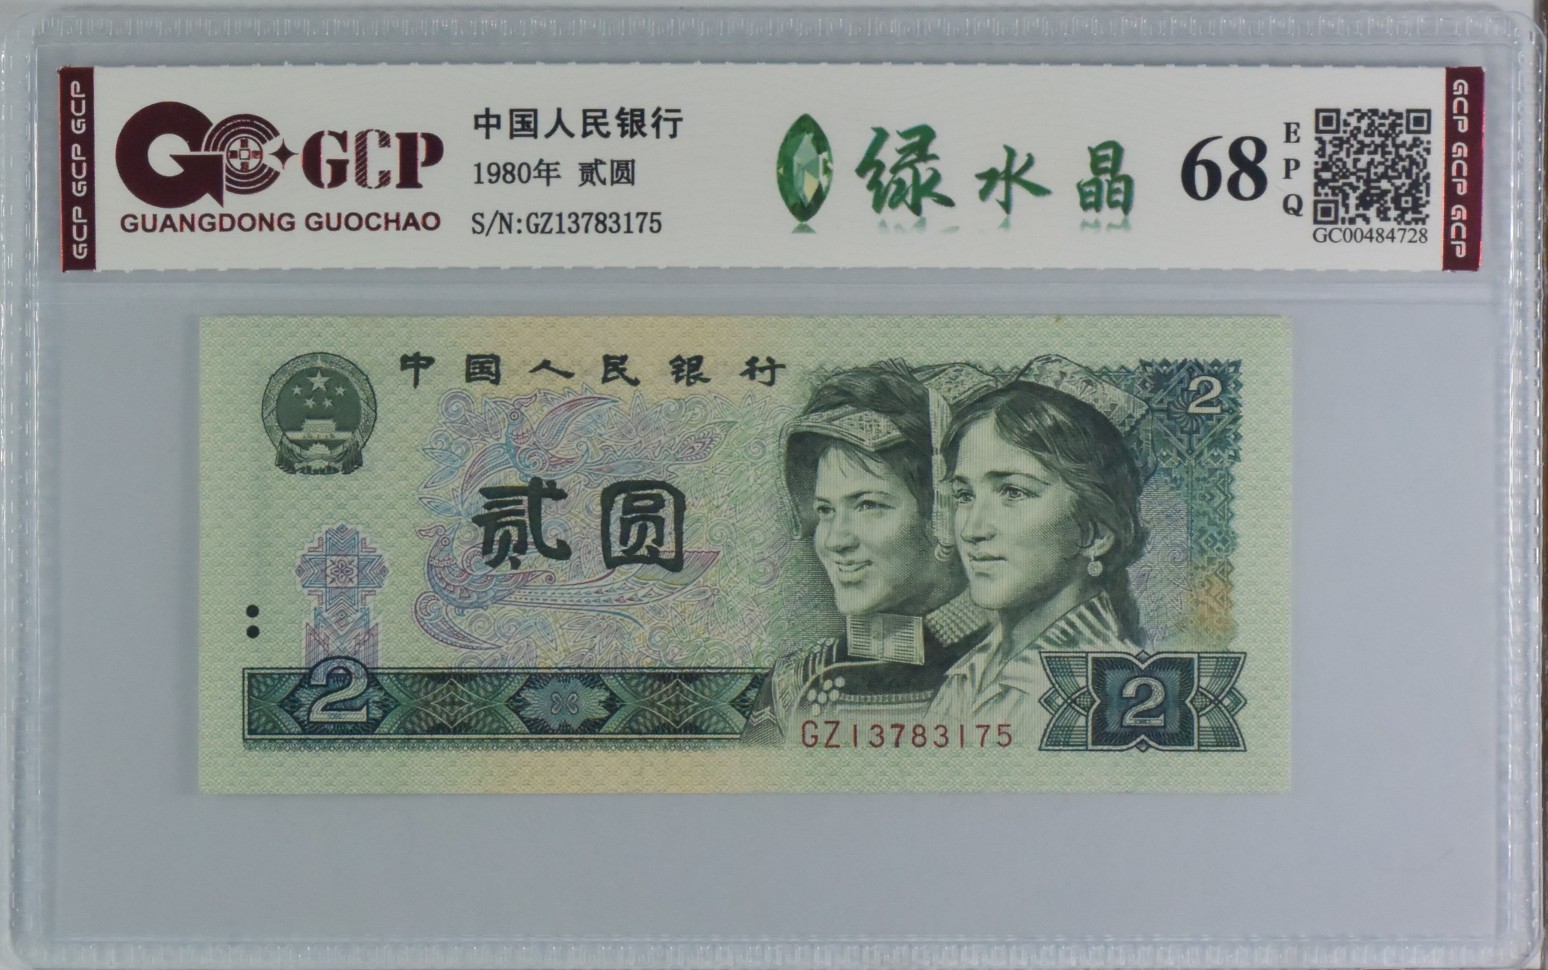 GCP GCP GCP
GCP
GUANGDONG GUOCHAO
中国人民银行
1980年 贰圆
S/N:GZ13783175
绿水晶
68
EPQ
GC00484728
GCP GCP GCP
中国人民银行
2
贰圆
2
2
GZ13783175